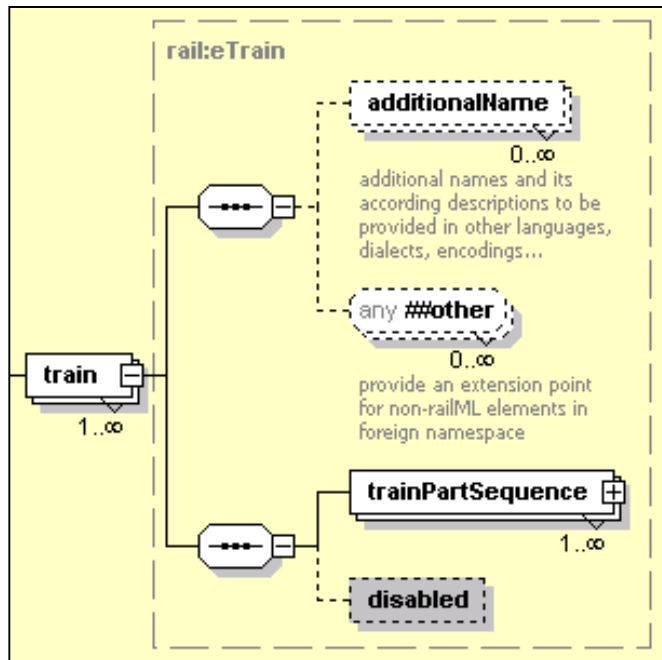 rail:eTrain
additionalName
0..∞
additional names and its
according descriptions to be
provided in other languages,
dialects, encodings...
any ##other
0..∞
provide an extension point
for non-railML elements in
foreign namespace
train
1..∞
trainPartSequence
1..∞
disabled